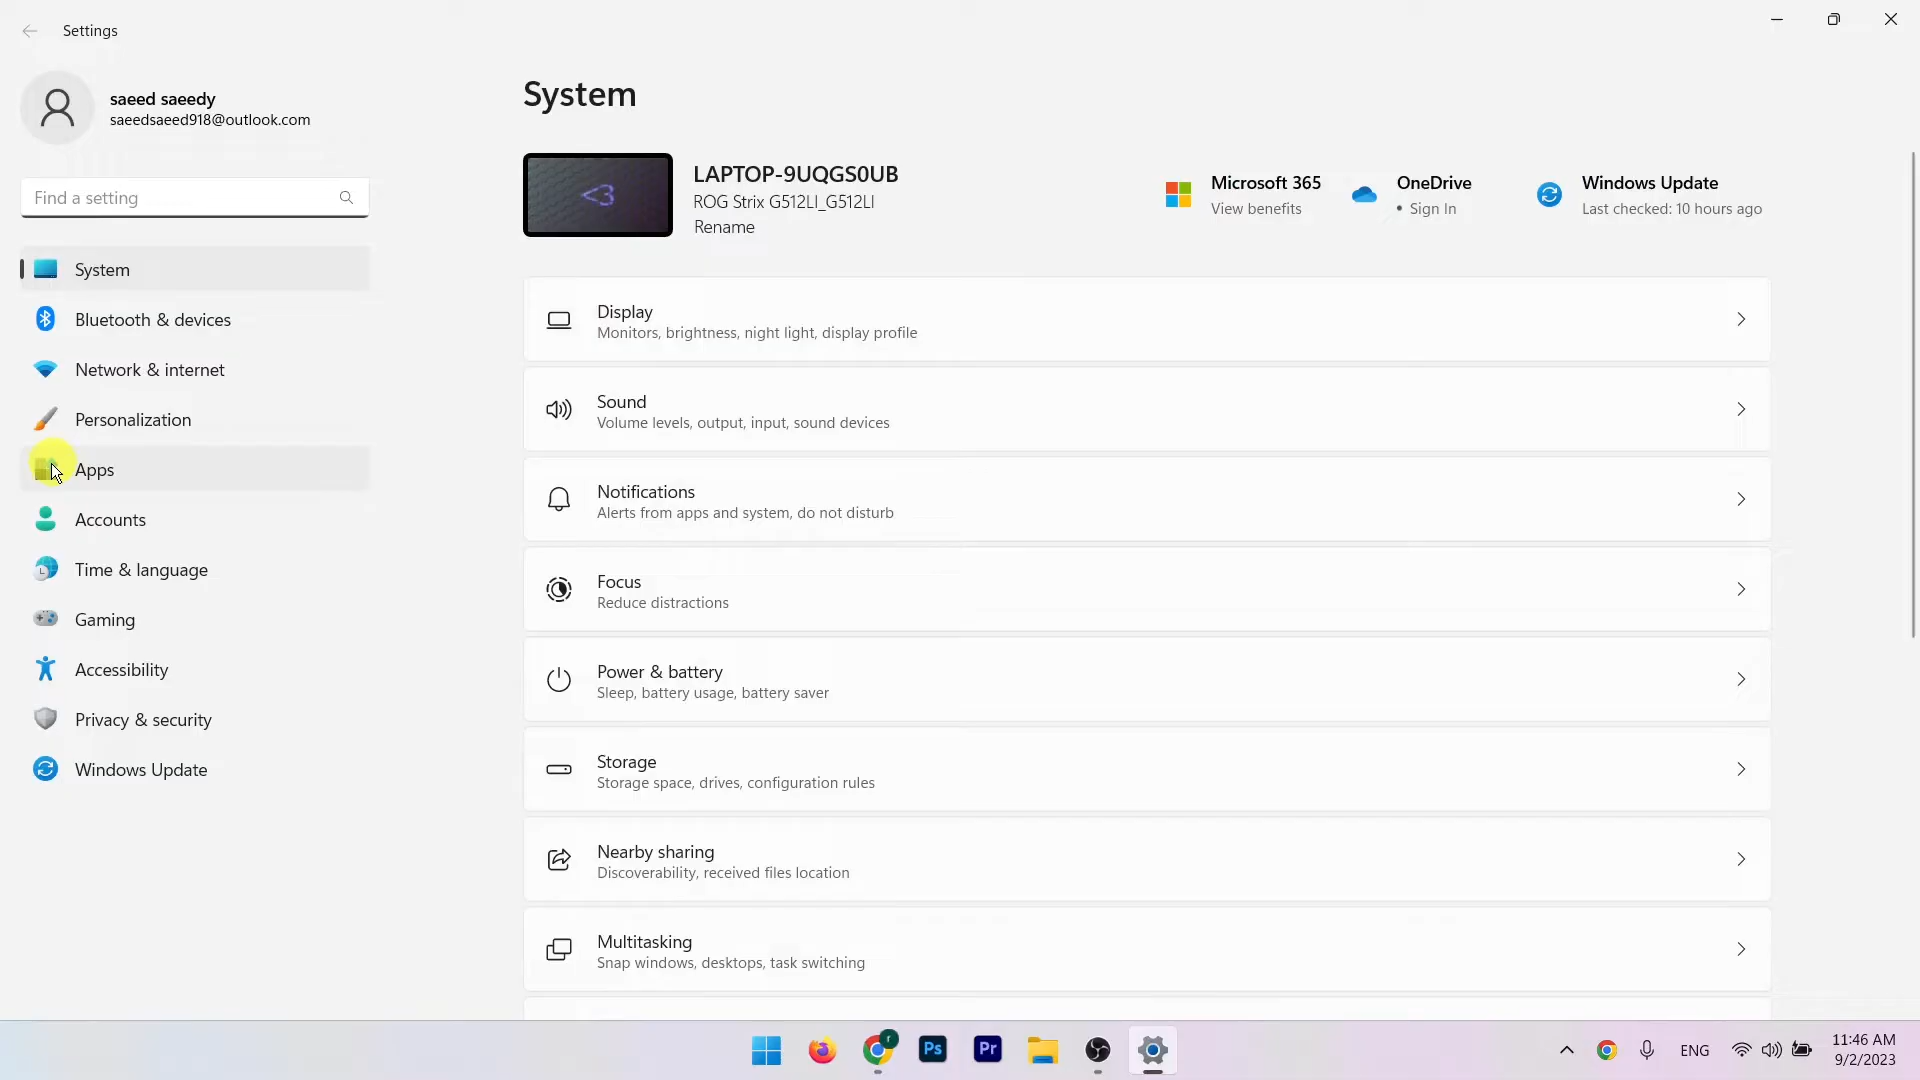 Settings
saeed saeedy
saeedsaeed918@outlook.com
Find a setting
System
Bluetooth & devices
Network & internet
Personalization
Apps
Accounts
Time & language
Gaming
Accessibility
Privacy & security
Windows Update
System
<3
LAPTOP-9UQGS0UB
ROG Strix G512LI_G512LI
Rename
Microsoft 365
View benefits
OneDrive
• Sign In
Windows Update
Last checked: 10 hours ago
Display
Monitors, brightness, night light, display profile
Sound
Volume levels, output, input, sound devices
Notifications
Alerts from apps and system, do not disturb
Focus
Reduce distractions
Power & battery
Sleep, battery usage, battery saver
Storage
Storage space, drives, configuration rules
Nearby sharing
Discoverability, received files location
Multitasking
Snap windows, desktops, task switching
r
Ps
Pr
ENG
11:46 AM
9/2/2023